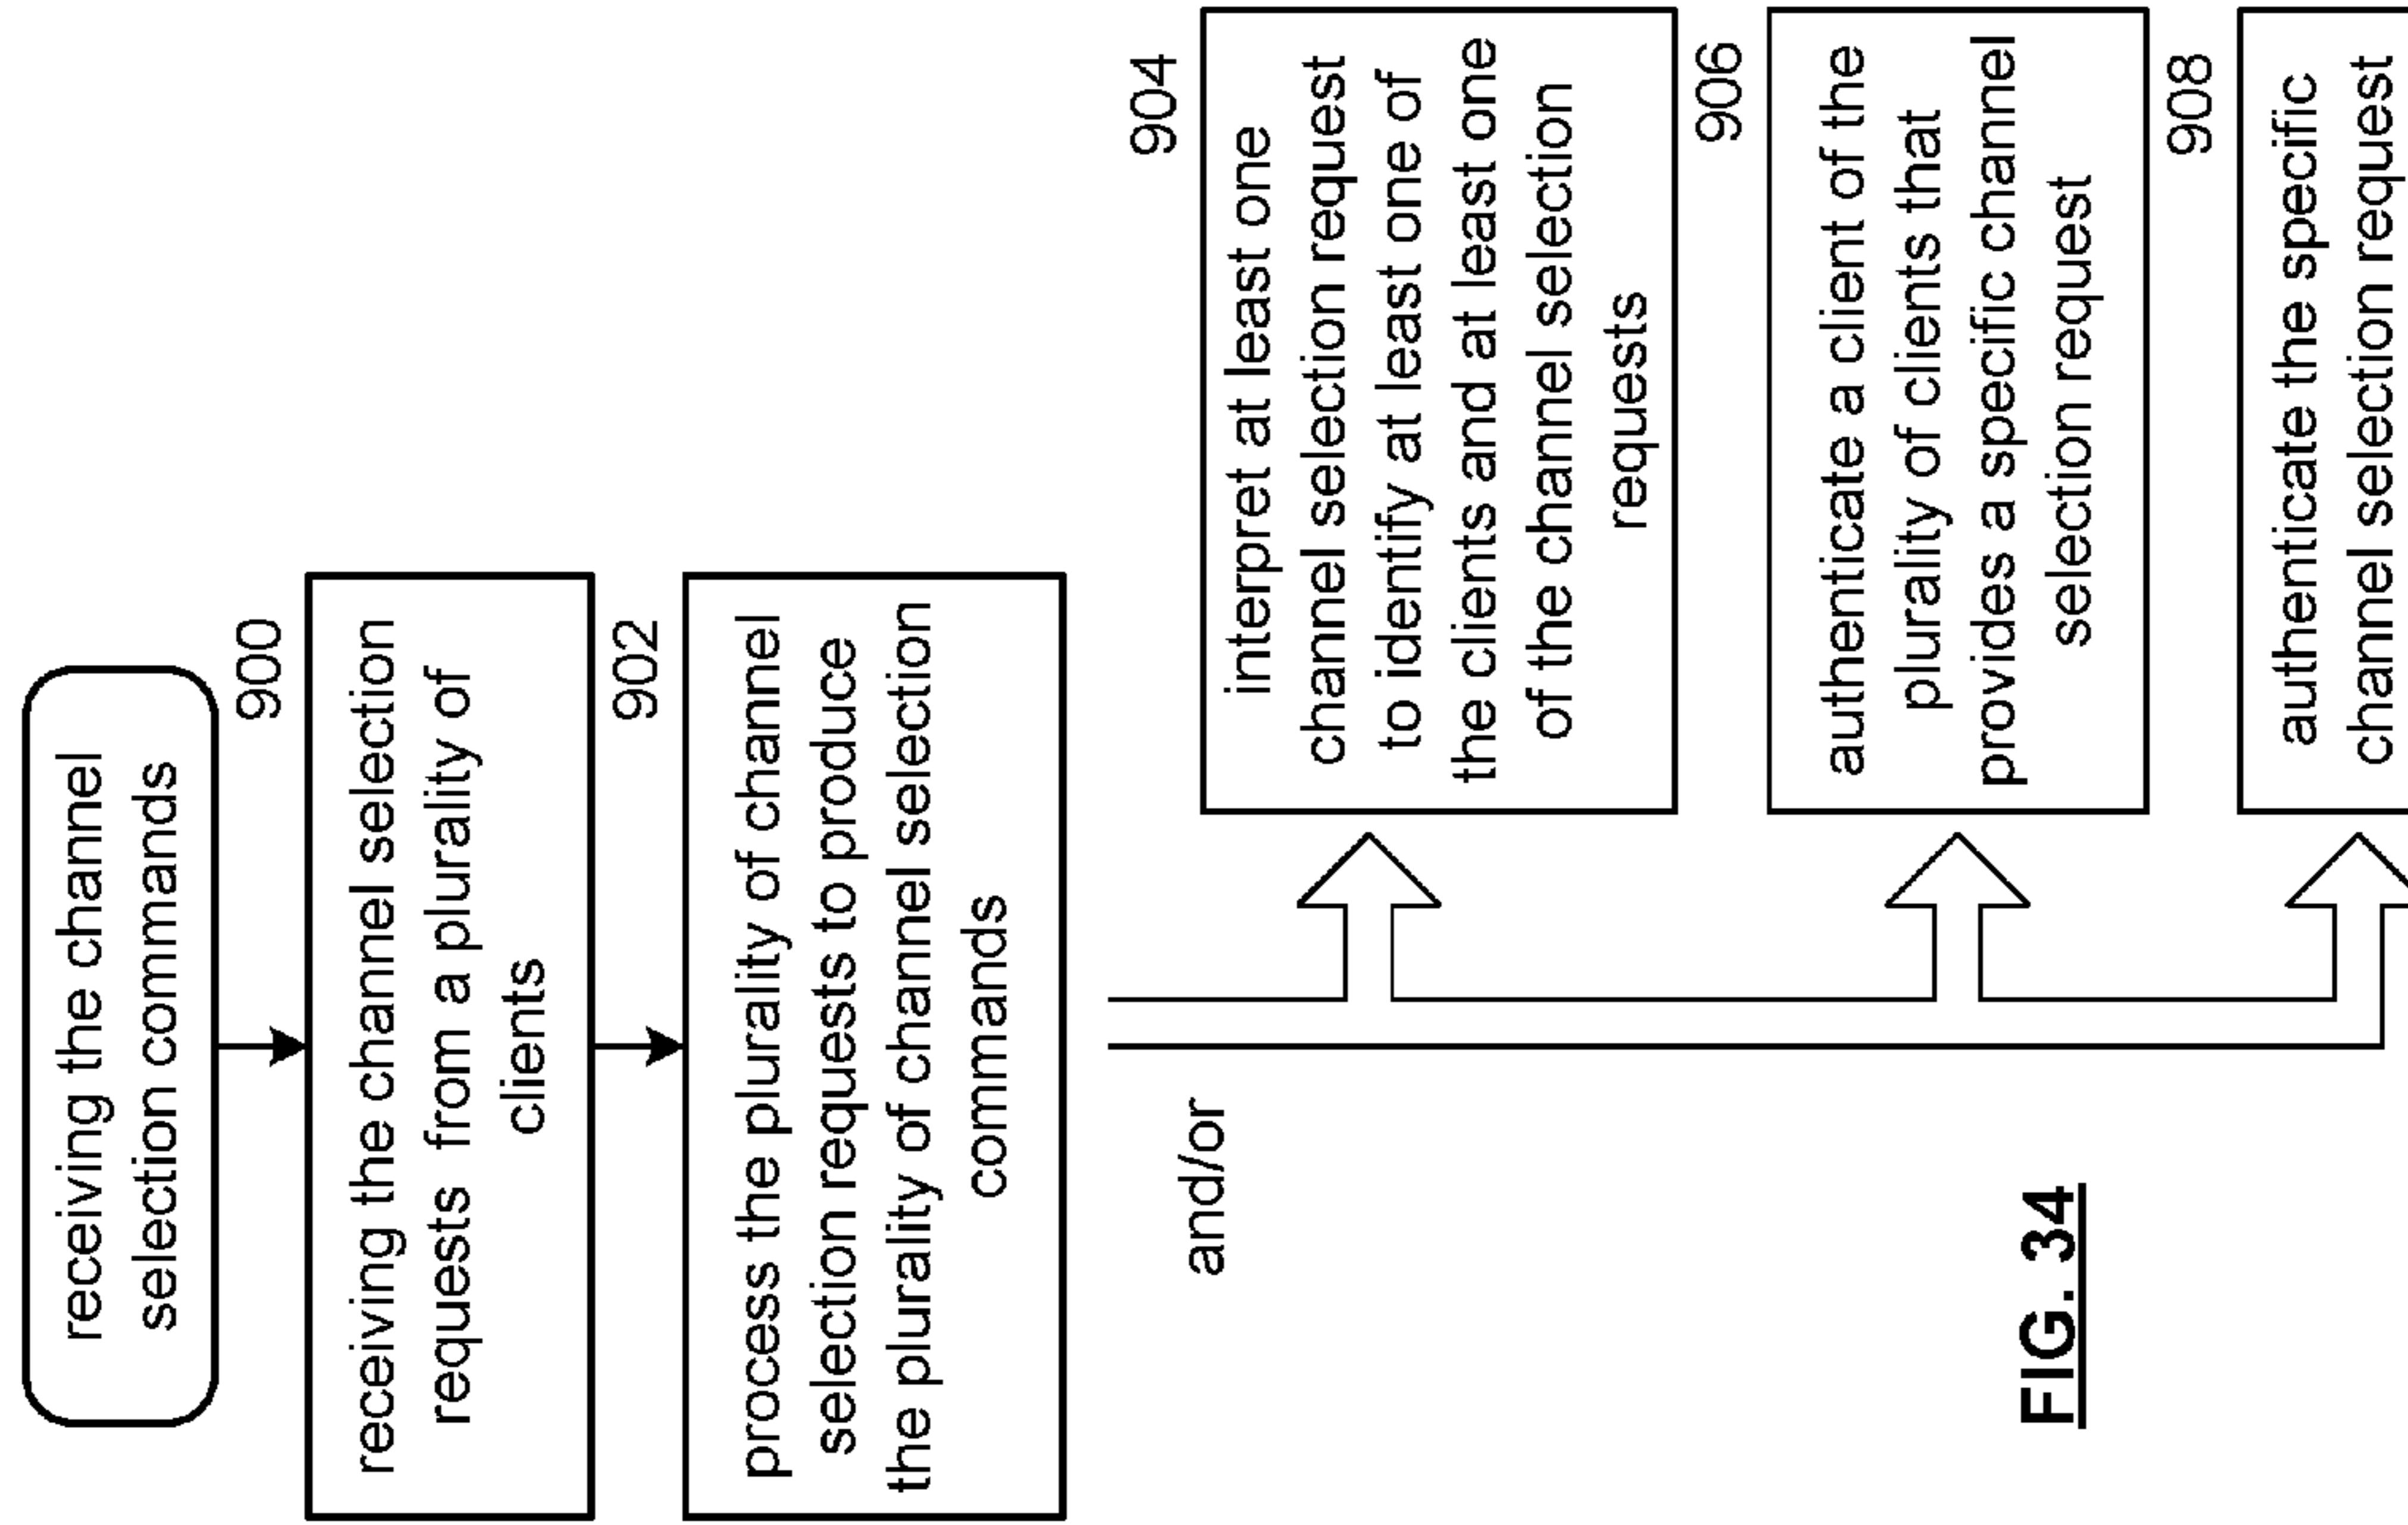 receiving the channel
selection commands
900
receiving the channel selection
requests from a plurality of
clients
902
process the plurality of channel
selection requests to produce
the plurality of channel selection
commands
and/or
904
interpret at least one
channel selection request
to identify at least one of
the clients and at least one
of the channel selection
requests
906
authenticate a client of the
plurality of clients that
provides a specific channel
selection request
908
authenticate the specific
channel selection request
FIG. 34